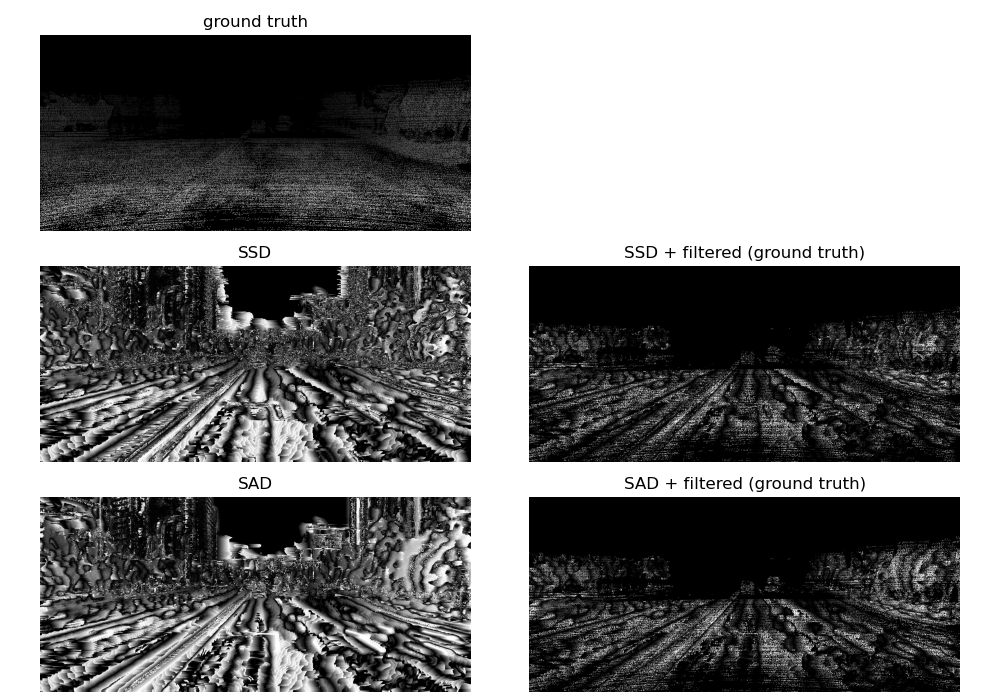 ground truth
SSD
SSD + filtered (ground truth)
SAD
SAD + filtered (ground truth)